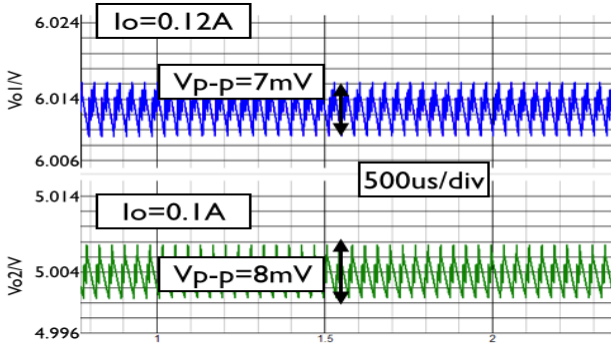 6.024
Io=0.12A
Vp-p=7mV
6.014
Vo1/V
6.006
500us/div
5.014
Io=0.1A
5.004
Vp-p=8mV
Vo2/V
4.996
1
1.5
2